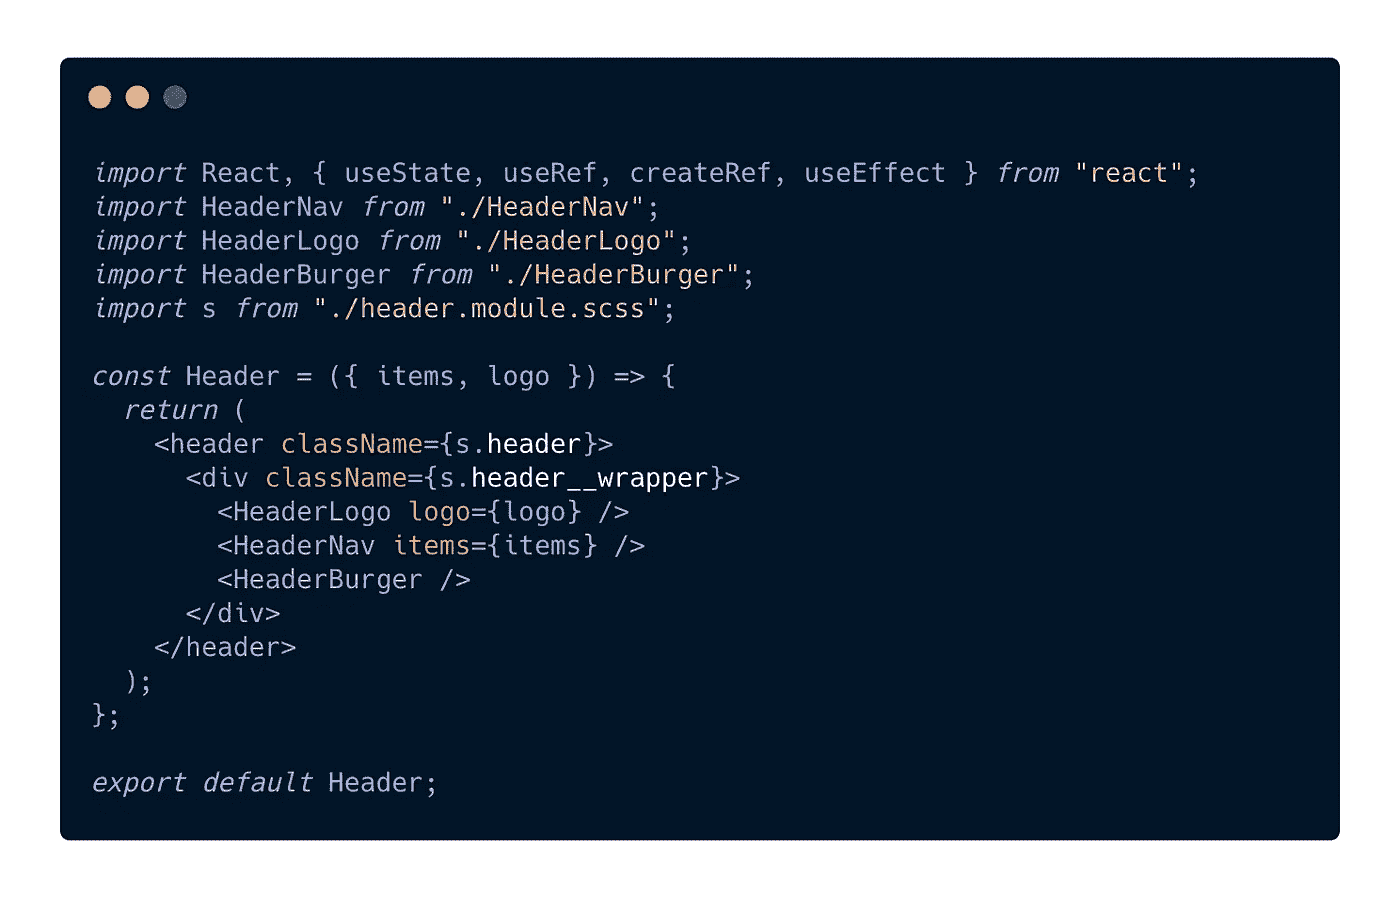 import React, { useState, useRef, createRef, useEffect } from "react";
import HeaderNav from "./HeaderNav";
import HeaderLogo from "./HeaderLogo";
import HeaderBurger from "./HeaderBurger";
import s from "./header.module.scss";

const Header = ({ items, logo }) => {
  return (
    <header className={s.header}>
      <div className={s.header__wrapper}>
        <HeaderLogo logo={logo} />
        <HeaderNav items={items} />
        <HeaderBurger />
      </div>
    </header>
  );
};

export default Header;